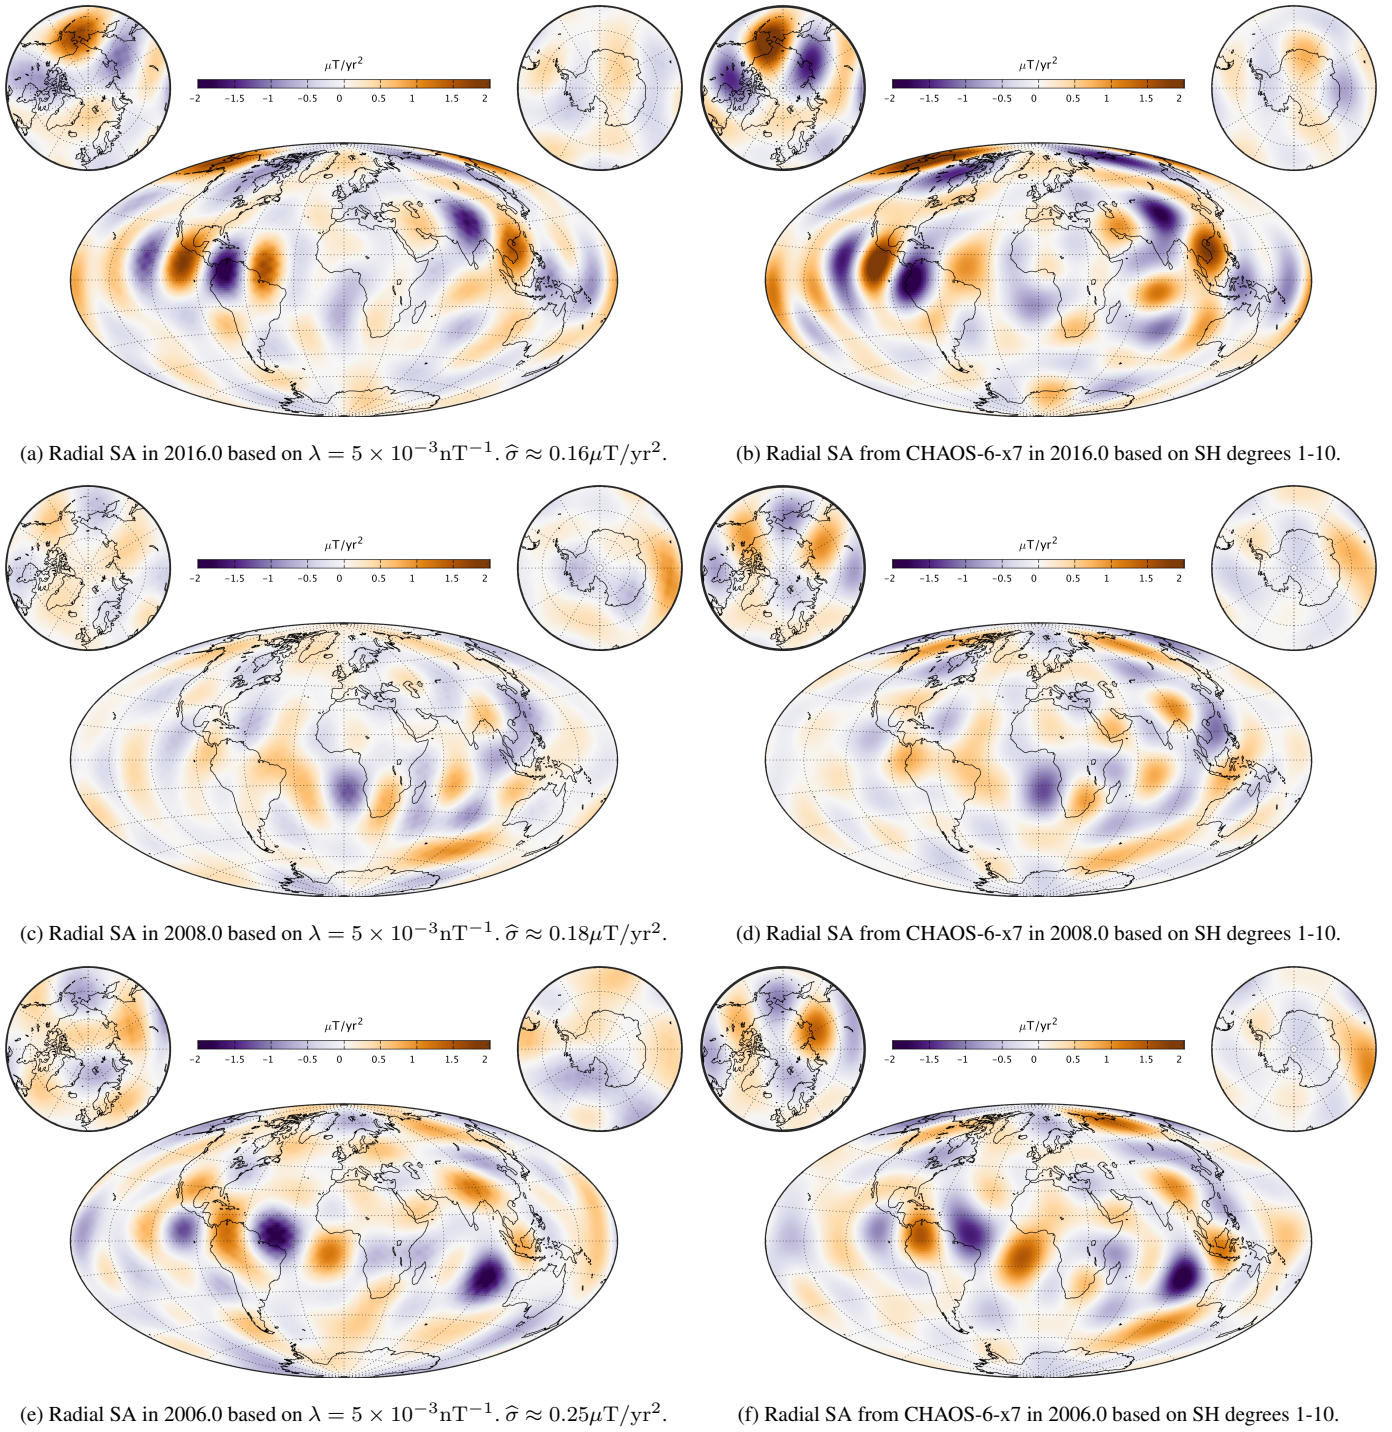 μT/yr²
−2 −1.5 −1 −0.5 0 0.5 1 1.5 2
μT/yr²
−2 −1.5 −1 −0.5 0 0.5 1 1.5 2
(a) Radial SA in 2016.0 based on λ = 5 × 10⁻³nT⁻¹. σ̂ ≈ 0.16μT/yr².
(b) Radial SA from CHAOS-6-x7 in 2016.0 based on SH degrees 1-10.
μT/yr²
−2 −1.5 −1 −0.5 0 0.5 1 1.5 2
μT/yr²
−2 −1.5 −1 −0.5 0 0.5 1 1.5 2
(c) Radial SA in 2008.0 based on λ = 5 × 10⁻³nT⁻¹. σ̂ ≈ 0.18μT/yr².
(d) Radial SA from CHAOS-6-x7 in 2008.0 based on SH degrees 1-10.
μT/yr²
−2 −1.5 −1 −0.5 0 0.5 1 1.5 2
μT/yr²
−2 −1.5 −1 −0.5 0 0.5 1 1.5 2
(e) Radial SA in 2006.0 based on λ = 5 × 10⁻³nT⁻¹. σ̂ ≈ 0.25μT/yr².
(f) Radial SA from CHAOS-6-x7 in 2006.0 based on SH degrees 1-10.